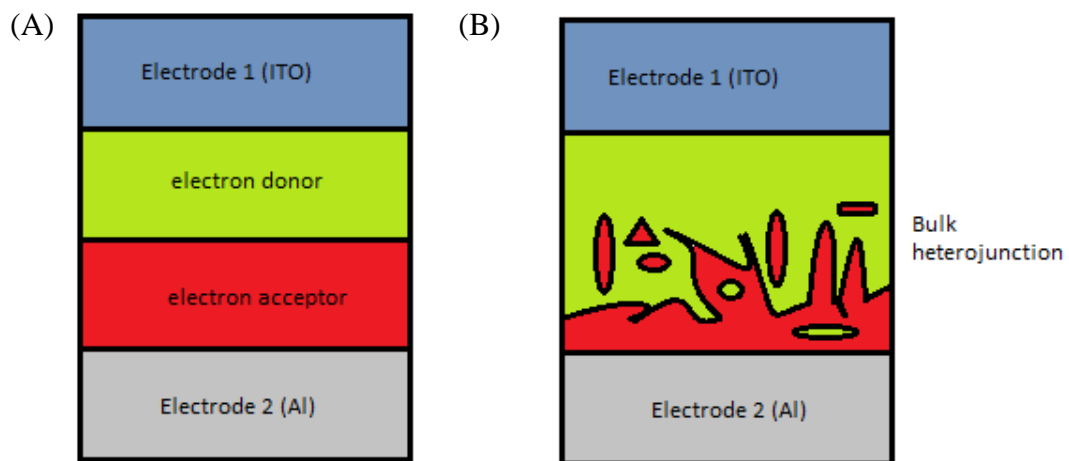 (A)
Electrode 1 (ITO)
electron donor
electron acceptor
Electrode 2 (Al)
(B)
Electrode 1 (ITO)
Bulk
heterojunction
Electrode 2 (Al)